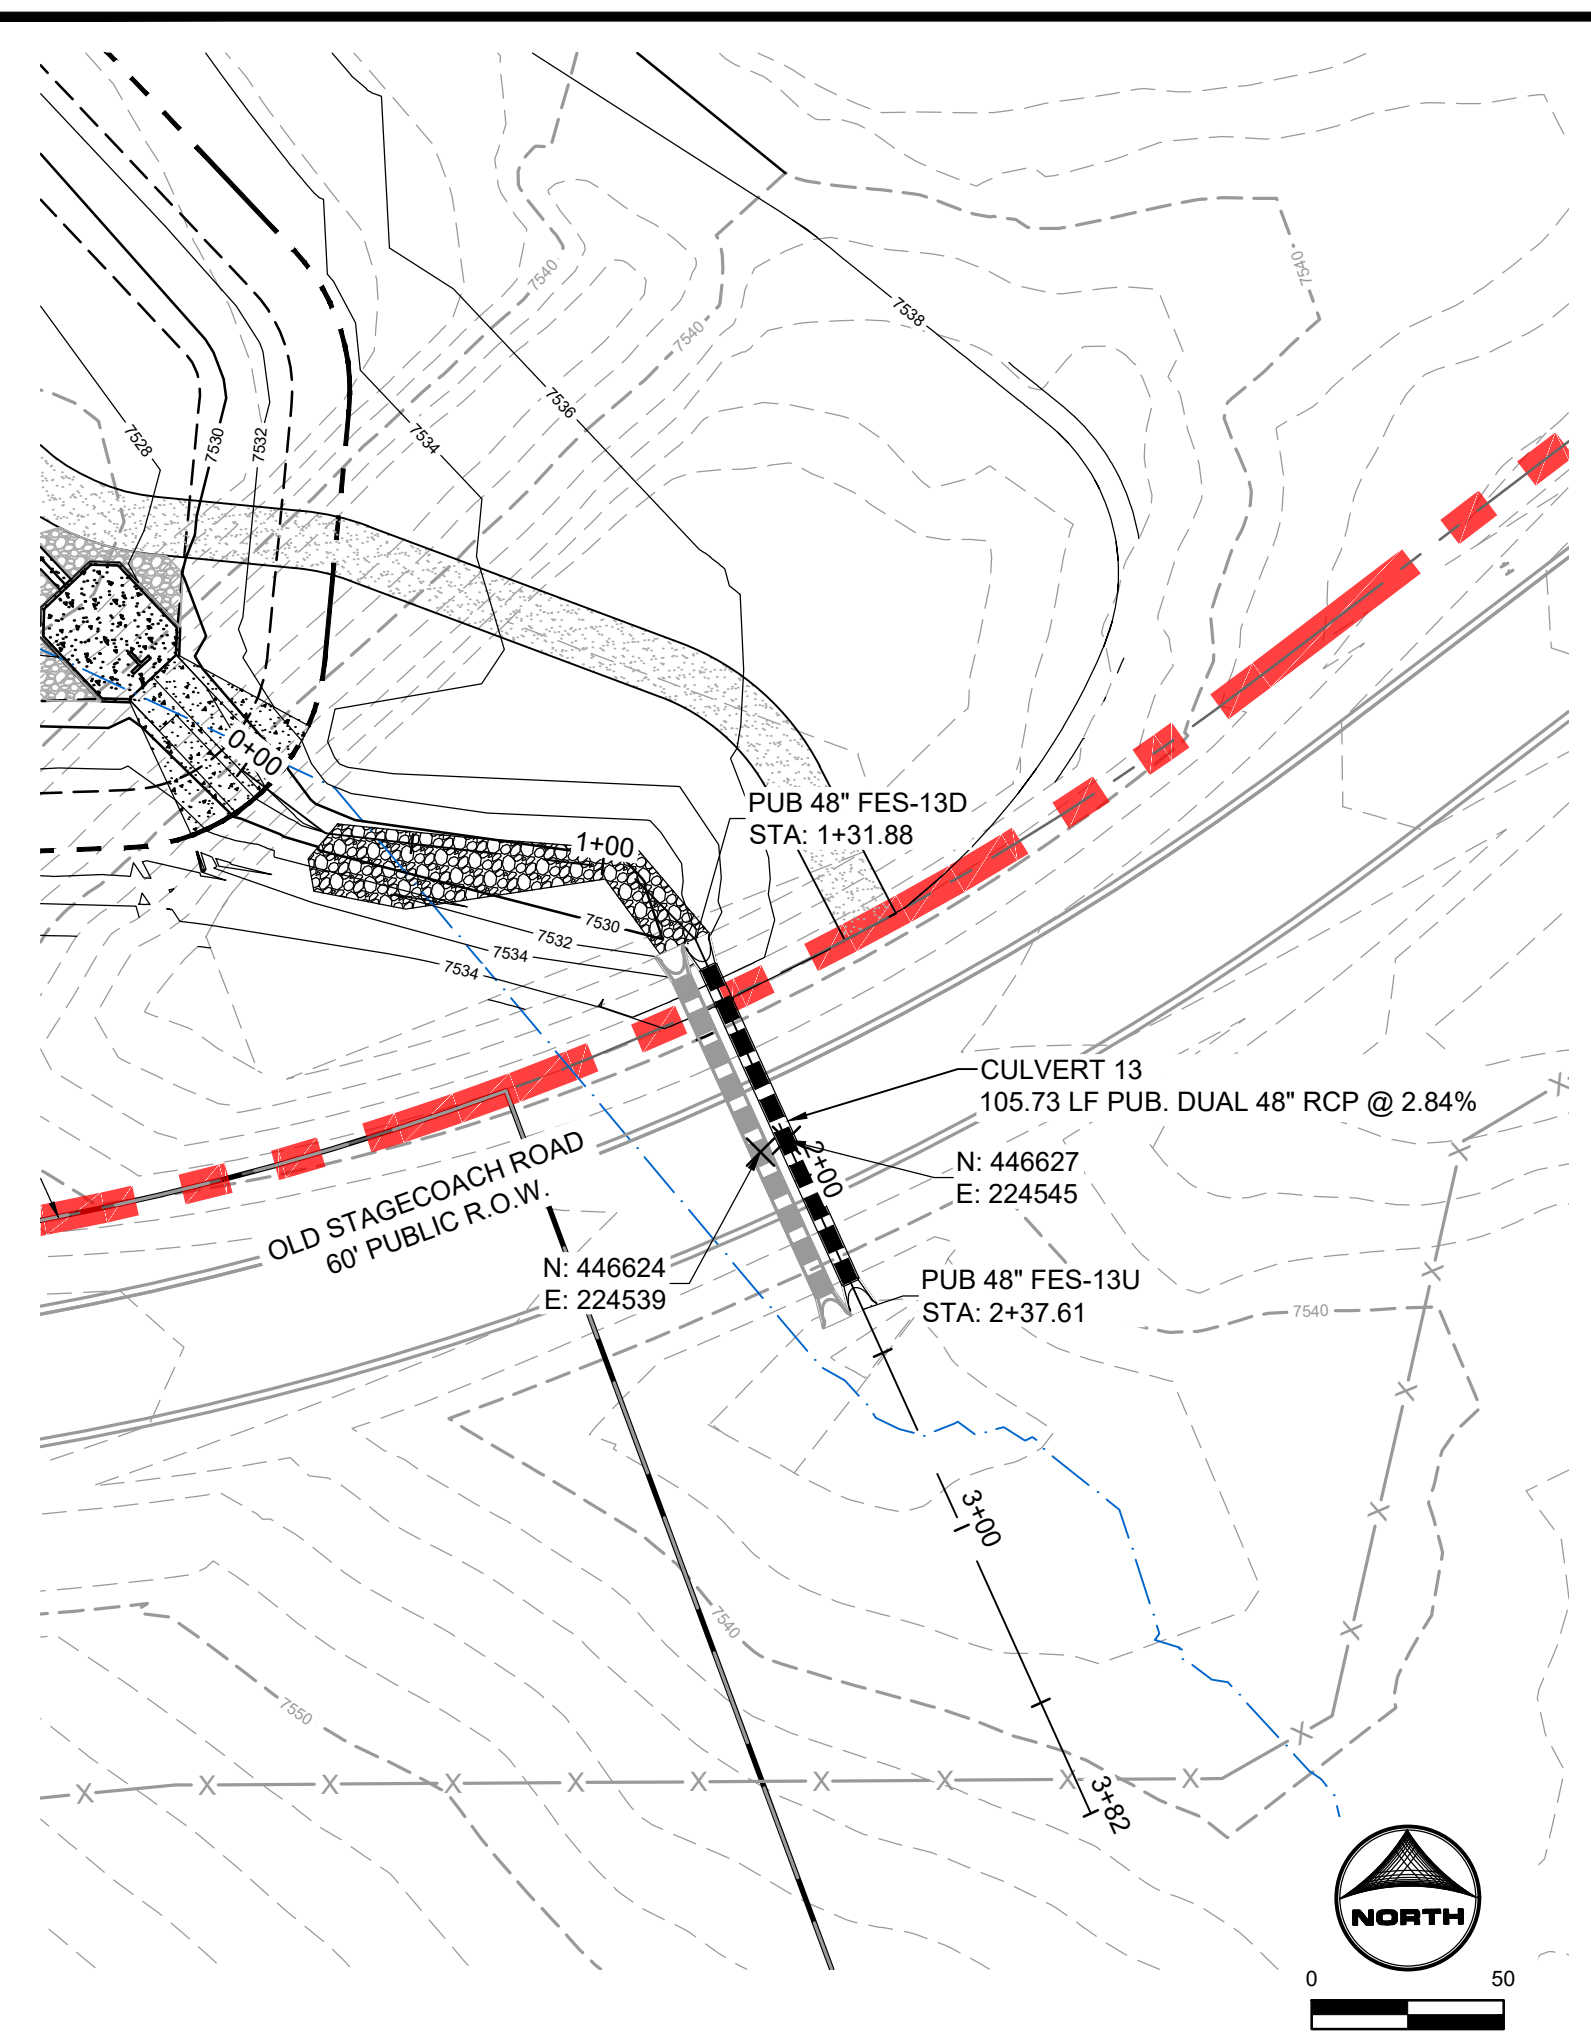 7540
7540
7540
7538
7536
7534
7528
7530
7532
0+00
1+00
PUB 48" FES-13D
STA: 1+31.88
7530
7532
7534
7534
CULVERT 13
105.73 LF PUB. DUAL 48" RCP @ 2.84%
2+00
N: 446627
E: 224545
OLD STAGECOACH ROAD
60' PUBLIC R.O.W.
N: 446624
E: 224539
PUB 48" FES-13U
STA: 2+37.61
7540
3+00
7540
7550
3+82
X X X X X X X X X X X X X X X X X
NORTH
0 50